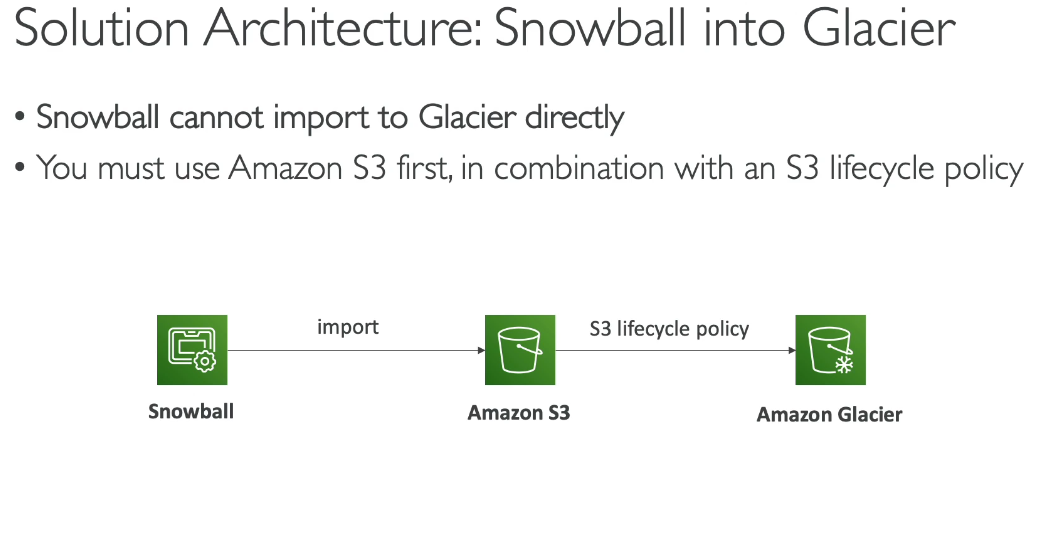 Solution Architecture: Snowball into Glacier
• Snowball cannot import to Glacier directly
• You must use Amazon S3 first, in combination with an S3 lifecycle policy
import
S3 lifecycle policy
Snowball
Amazon S3
Amazon Glacier